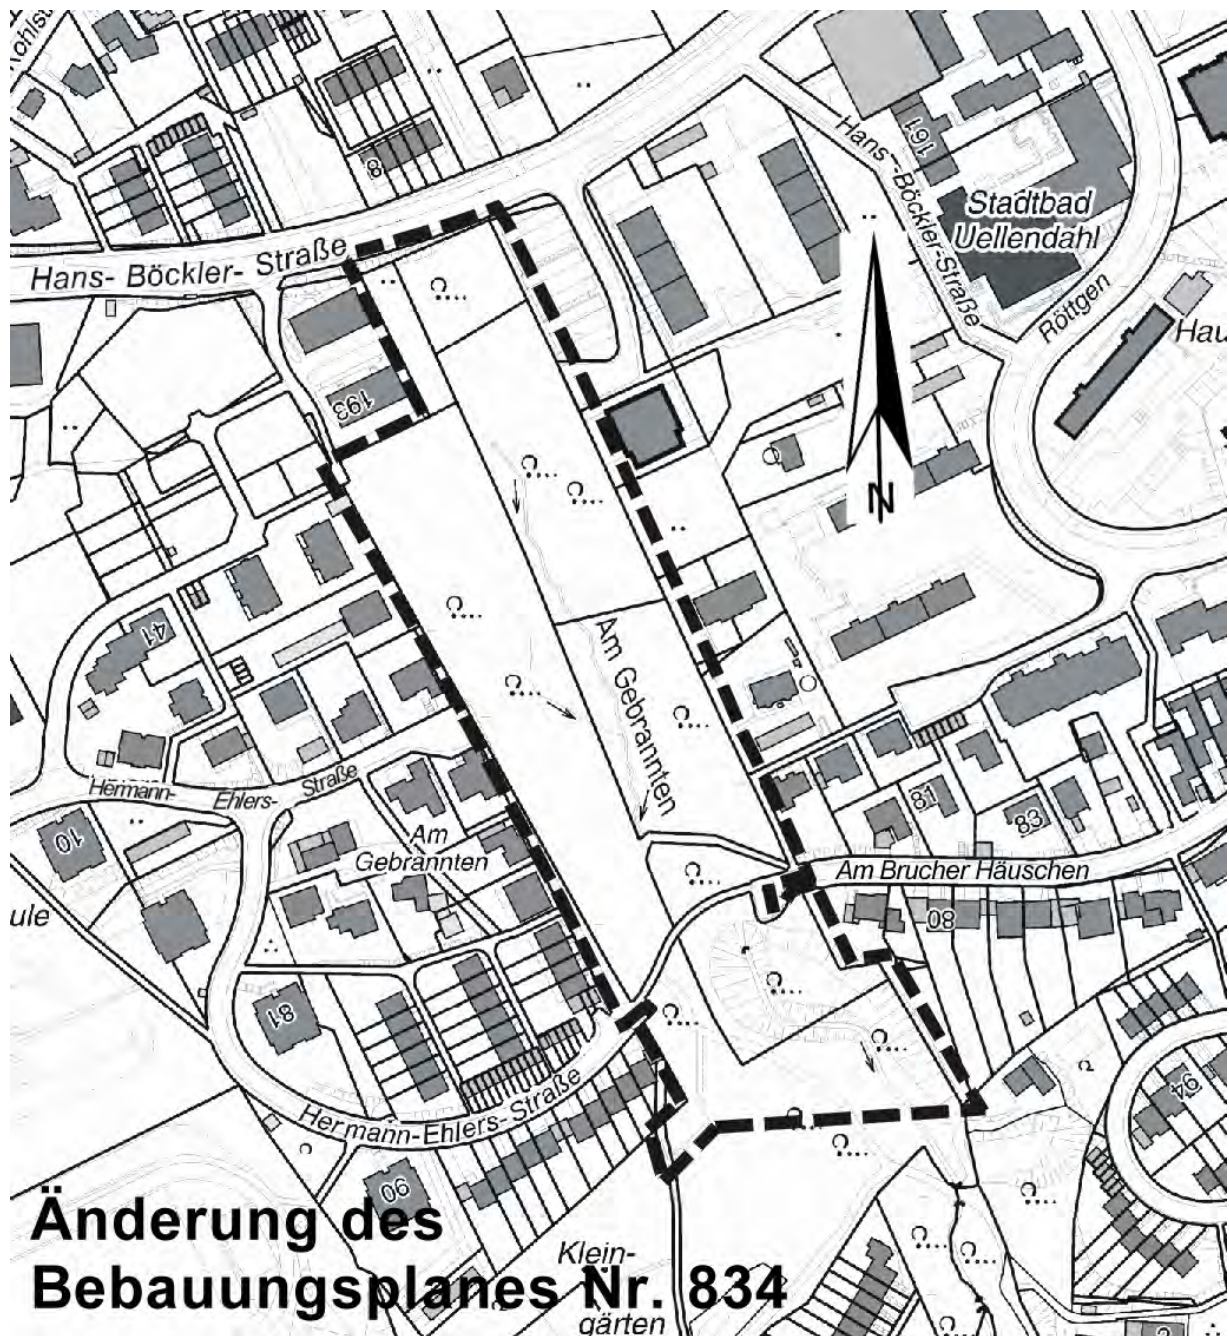 Hans-Böckler-Straße
161
Stadtbad
Uellendahl
8
Hans- Böckler- Straße
Röttgen
Hau
193
N
41
Am Gebrannten
Hermann-
Ehlers-
Straße
81
83
10
Am
Gebrannten
Am Brucher Häuschen
ule
80
81
94
Hermann-Ehlers-Straße
90
Änderung des
Bebauungsplanes Nr. 834
Klein-
gärten